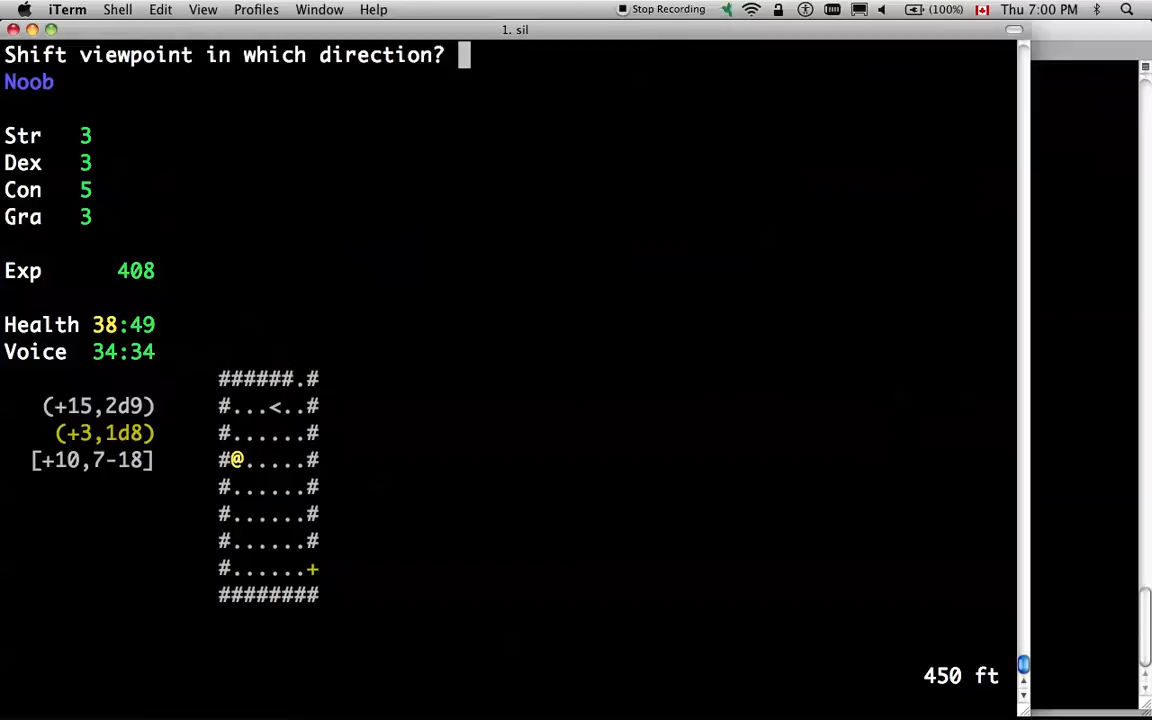 iTerm Shell Edit View Profiles Window Help Stop Recording (100%) Thu 7:00 PM
1. sil
Shift viewpoint in which direction?
Noob
Str 3
Dex 3
Con 5
Gra 3
Exp 408
Health 38:49
Voice 34:34
######.#
(+15,2d9) #...<..#
(+3,1d8) #......#
[+10,7-18] #@.....#
#......#
#......#
#......#
#......+
########
450 ft